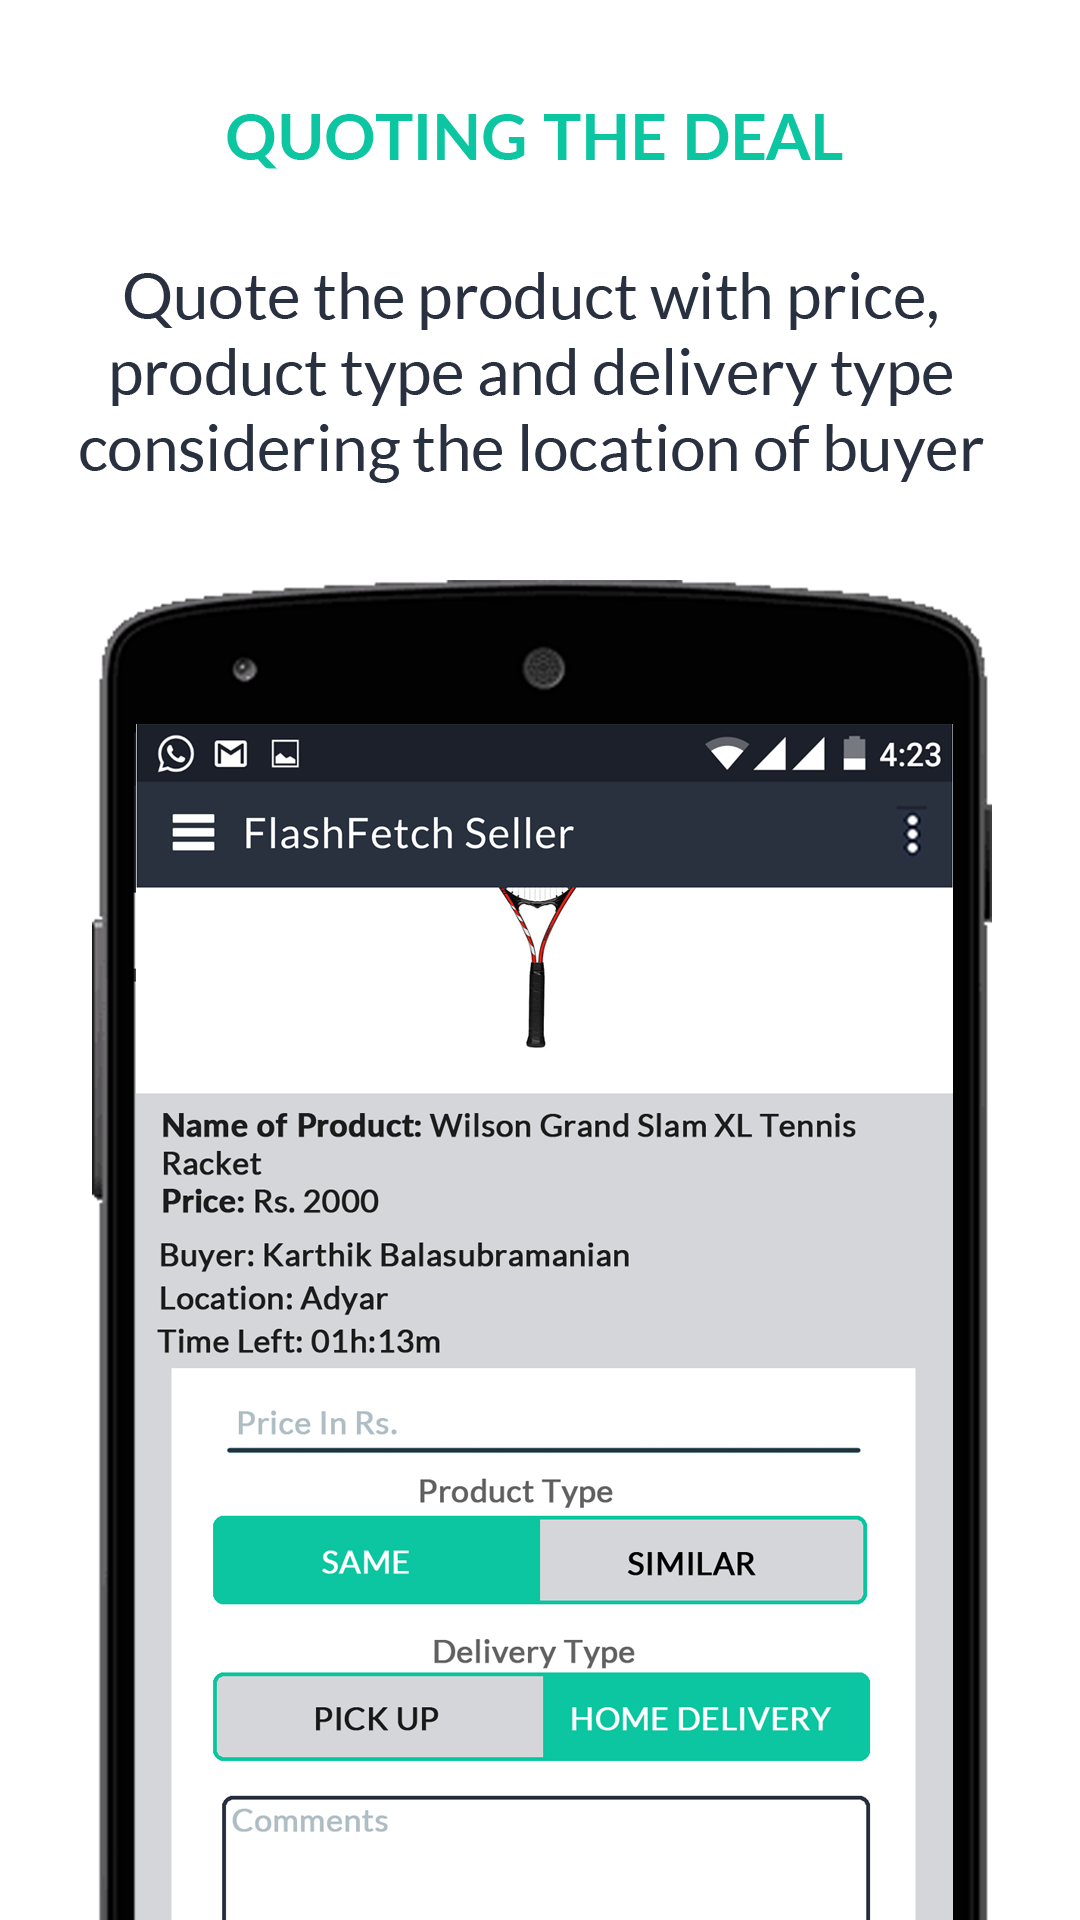 QUOTING THE DEAL
Quote the product with price,
product type and delivery type
considering the location of buyer
4:23
FlashFetch Seller
Name of Product: Wilson Grand Slam XL Tennis
Racket
Price: Rs. 2000
Buyer: Karthik Balasubramanian
Location: Adyar
Time Left: 01h:13m
Price In Rs.
Product Type
SAME SIMILAR
Delivery Type
PICK UP HOME DELIVERY
Comments